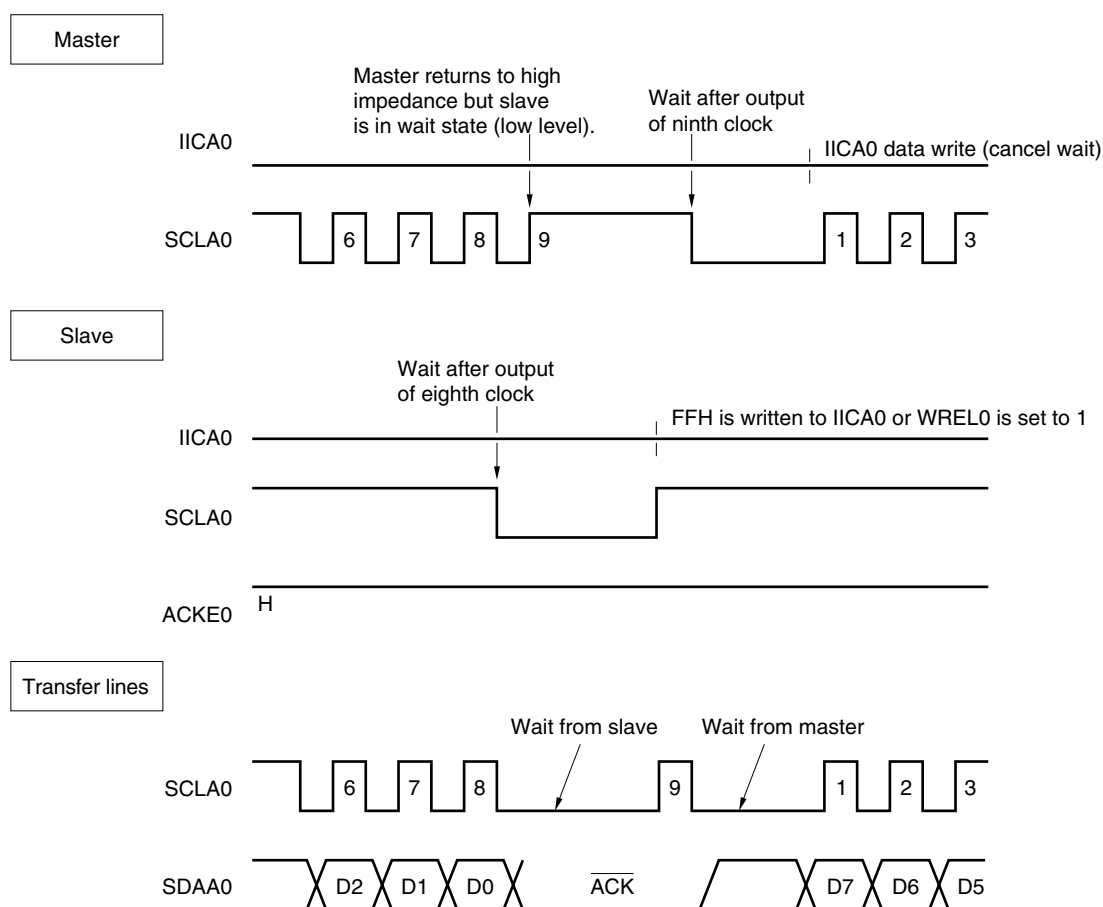 Master
Master returns to high
impedance but slave
is in wait state (low level).
Wait after output
of ninth clock
IICA0
IICA0 data write (cancel wait)
SCLA0
6 7 8 9 1 2 3
Slave
Wait after output
of eighth clock
FFH is written to IICA0 or WREL0 is set to 1
IICA0
SCLA0
H
ACKE0
Transfer lines
Wait from slave Wait from master
SCLA0
6 7 8 9 1 2 3
SDAA0
D2 D1 D0 A̅C̅K̅ D7 D6 D5